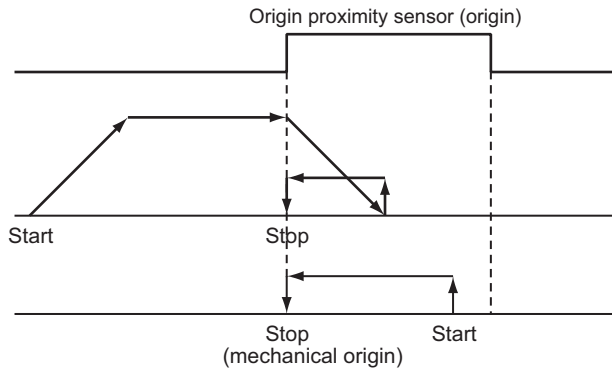 Origin proximity sensor (origin)
Start
Stop
Stop
Start
(mechanical origin)